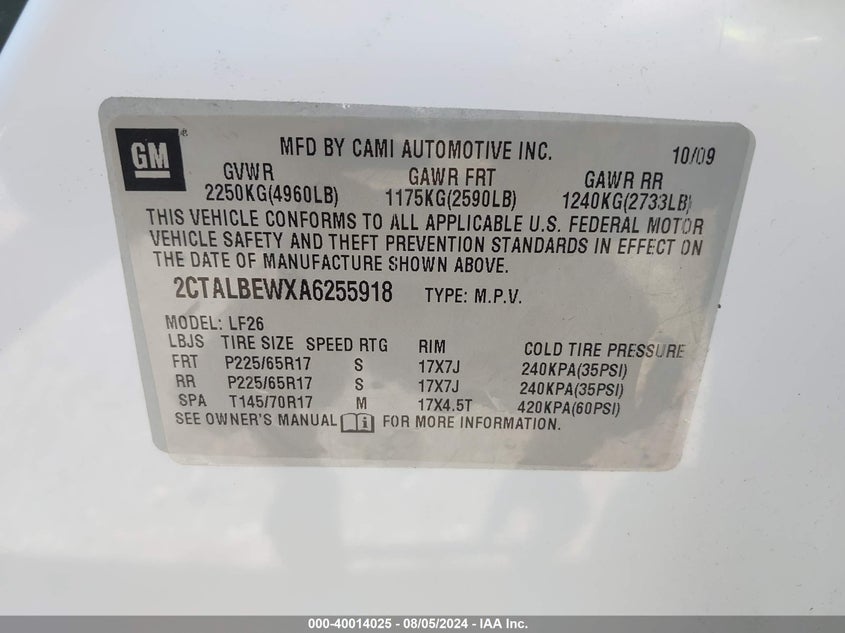 GM ®
MFD BY CAMI AUTOMOTIVE INC. 10/09
GVWR GAWR FRT GAWR RR
2250KG(4960LB) 1175KG(2590LB) 1240KG(2733LB)
THIS VEHICLE CONFORMS TO ALL APPLICABLE U.S. FEDERAL MOTOR
VEHICLE SAFETY AND THEFT PREVENTION STANDARDS IN EFFECT ON
THE DATE OF MANUFACTURE SHOWN ABOVE.
2CTALBEWXA6255918 TYPE: M.P.V.
MODEL: LF26
LBJS TIRE SIZE SPEED RTG RIM COLD TIRE PRESSURE
FRT P225/65R17 S 17X7J 240KPA(35PSI)
RR P225/65R17 S 17X7J 240KPA(35PSI)
SPA T145/70R17 M 17X4.5T 420KPA(60PSI)
SEE OWNER'S MANUAL FOR MORE INFORMATION.
000-40014025 - 08/05/2024 - IAA Inc.